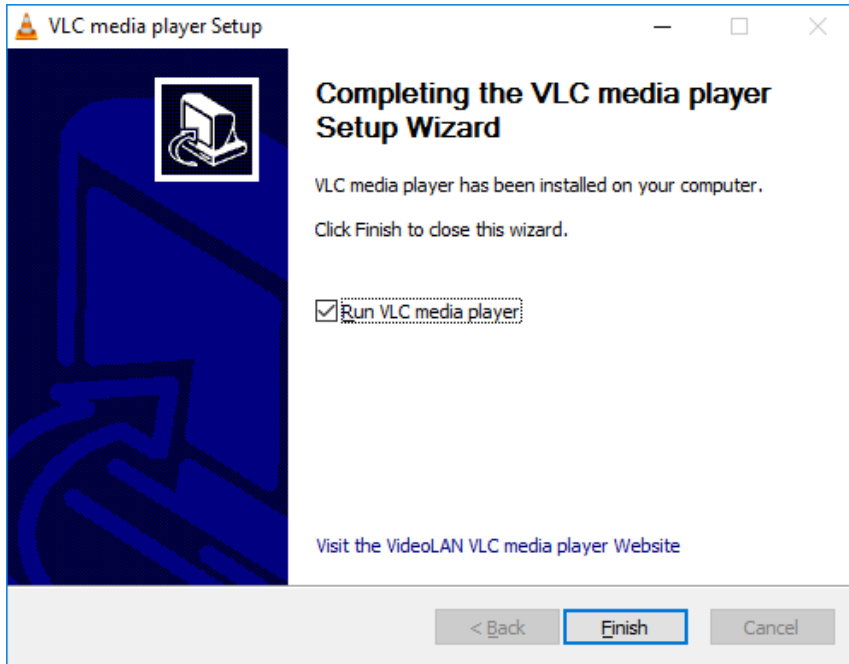 VLC media player Setup
Completing the VLC media player
Setup Wizard
VLC media player has been installed on your computer.
Click Finish to close this wizard.
Run VLC media player
Visit the VideoLAN VLC media player Website
< Back
Finish
Cancel